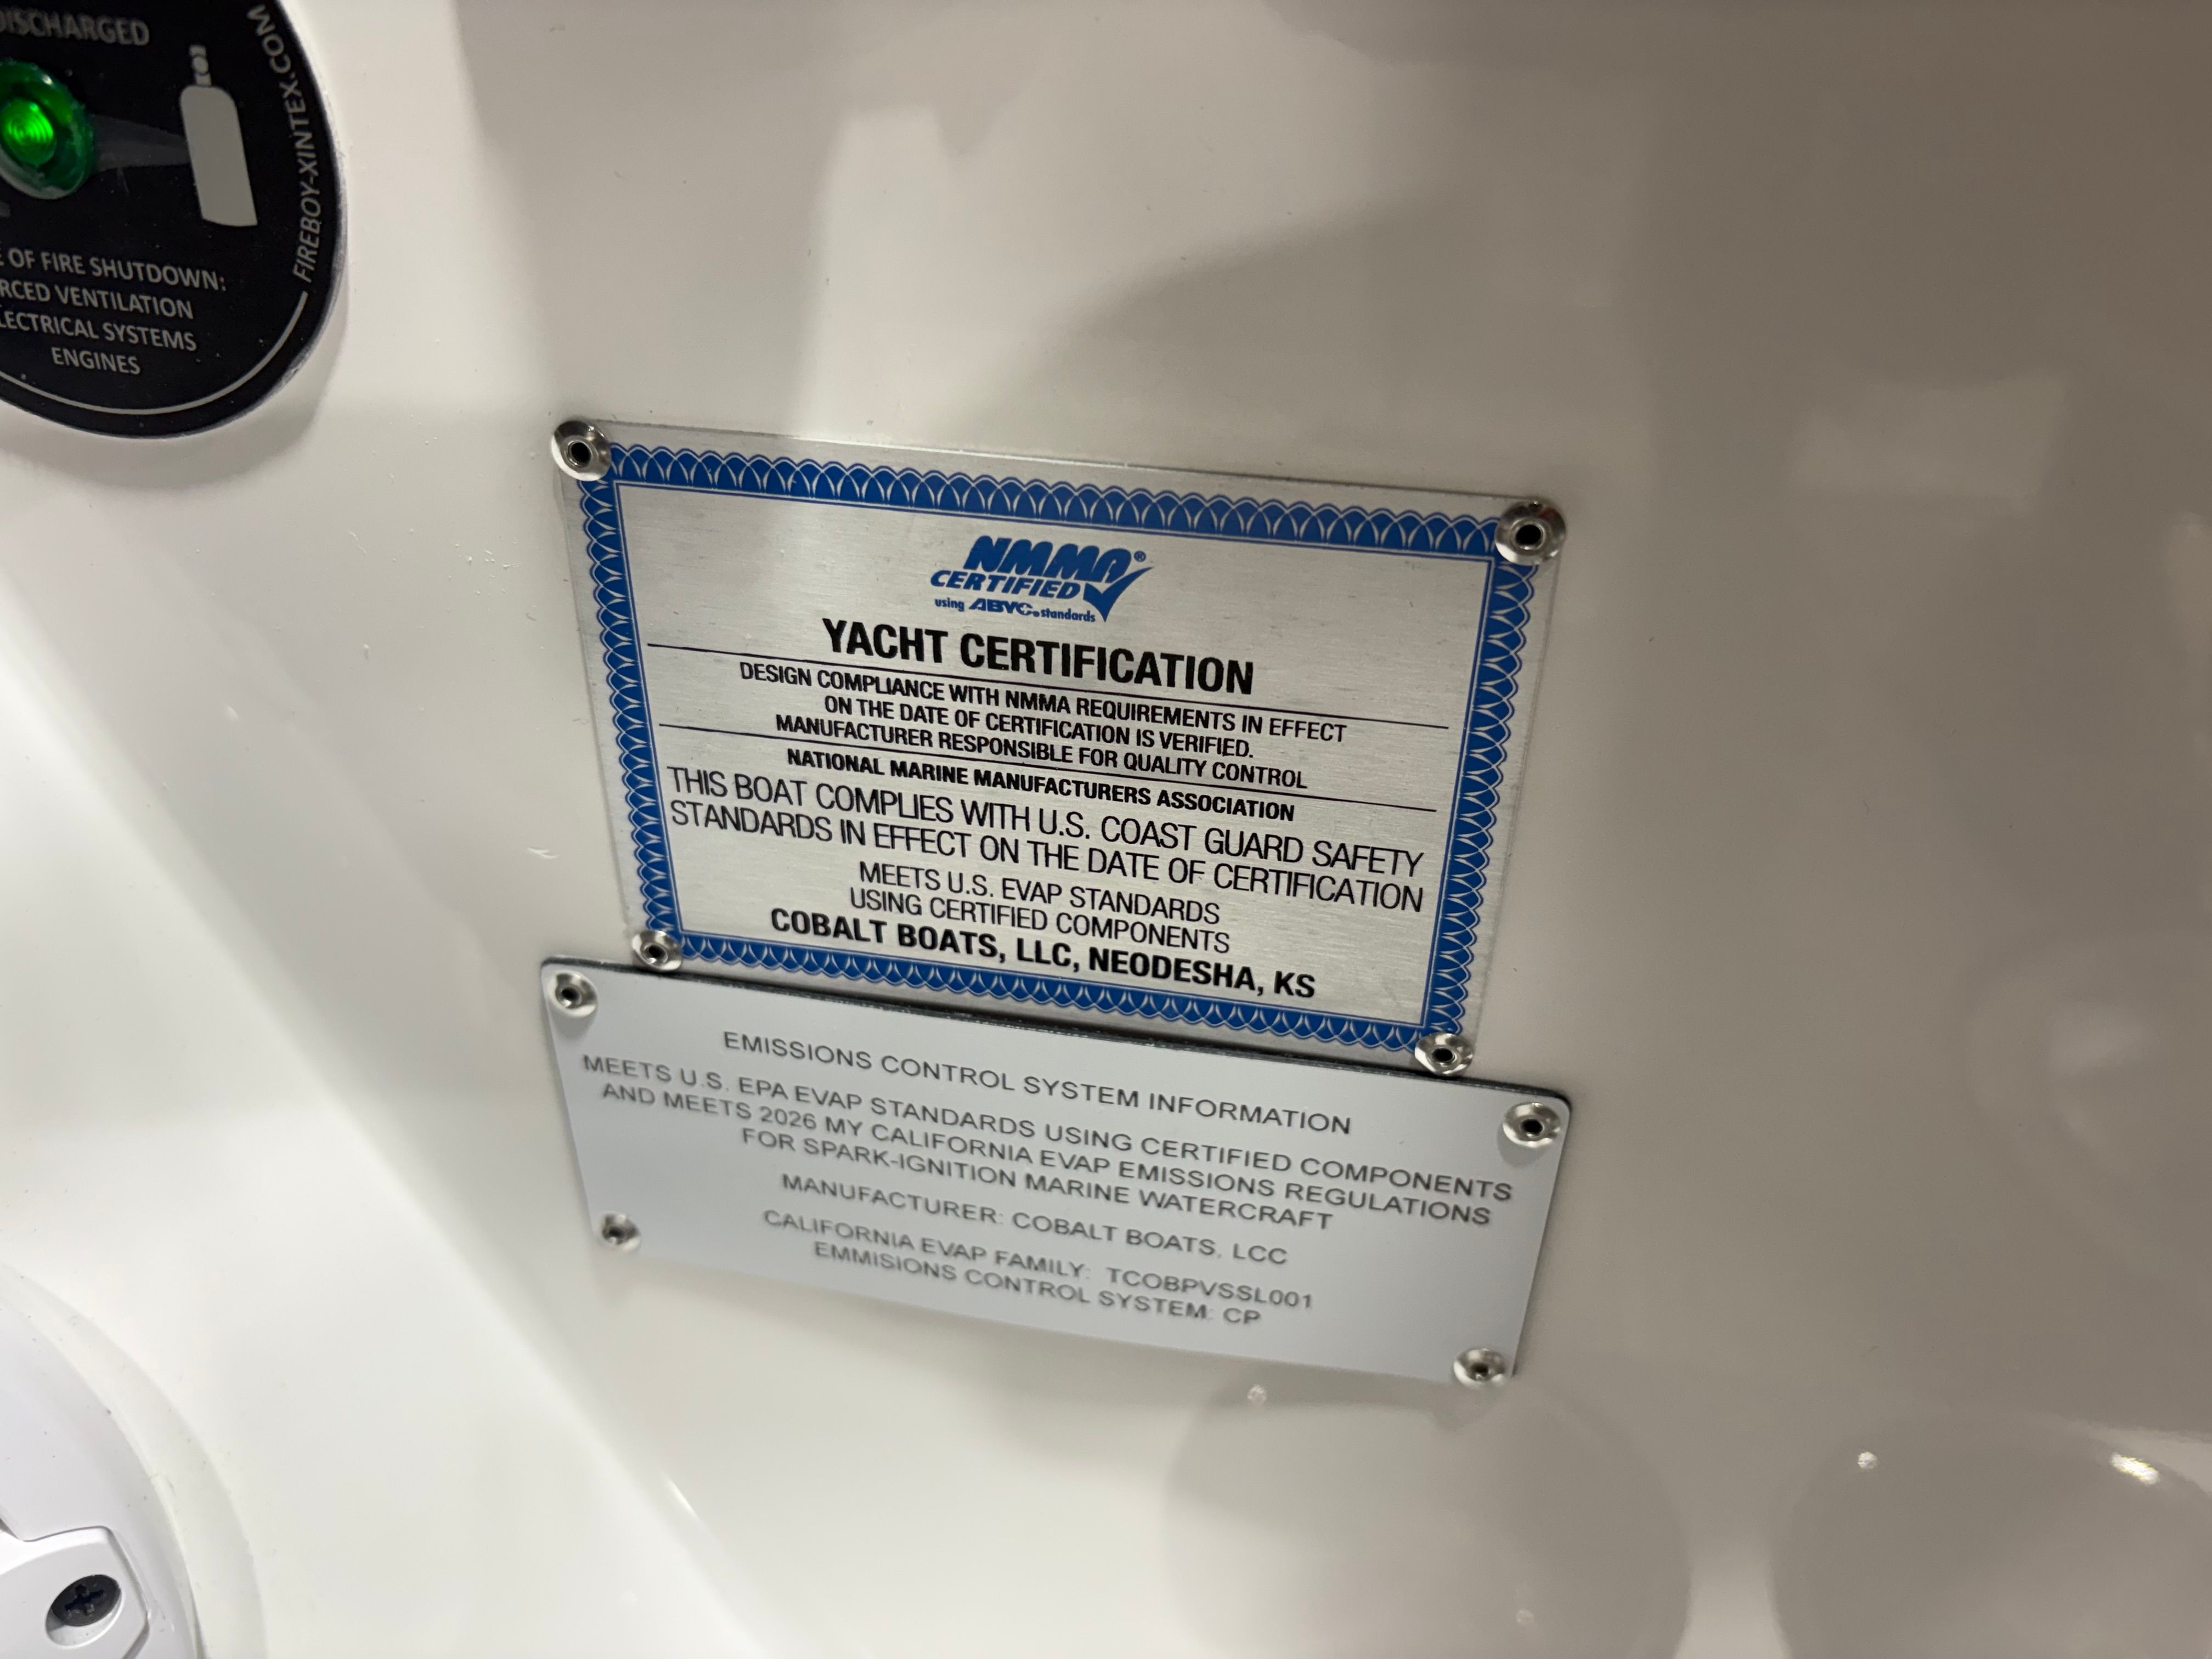 DISCHARGED
FIREBOY-XINTEX.COM
OF FIRE SHUTDOWN:
VENTILATION
SYSTEMS
ENGINES
NMMA®
CERTIFIED
using ABYC® standards
YACHT CERTIFICATION
DESIGN COMPLIANCE WITH NMMA REQUIREMENTS IN EFFECT
ON THE DATE OF CERTIFICATION IS VERIFIED.
MANUFACTURER RESPONSIBLE FOR QUALITY CONTROL
NATIONAL MARINE MANUFACTURERS ASSOCIATION
THIS BOAT COMPLIES WITH U.S. COAST GUARD SAFETY
STANDARDS IN EFFECT ON THE DATE OF CERTIFICATION
MEETS U.S. EVAP STANDARDS
USING CERTIFIED COMPONENTS
COBALT BOATS, LLC, NEODESHA, KS
EMISSIONS CONTROL SYSTEM INFORMATION
MEETS U.S. EPA EVAP STANDARDS USING CERTIFIED COMPONENTS
AND MEETS 2026 MY CALIFORNIA EVAP EMISSIONS REGULATIONS
FOR SPARK-IGNITION MARINE WATERCRAFT
MANUFACTURER: COBALT BOATS, LCC
CALIFORNIA EVAP FAMILY: TCOBPVSSL001
EMMISIONS CONTROL SYSTEM: CP